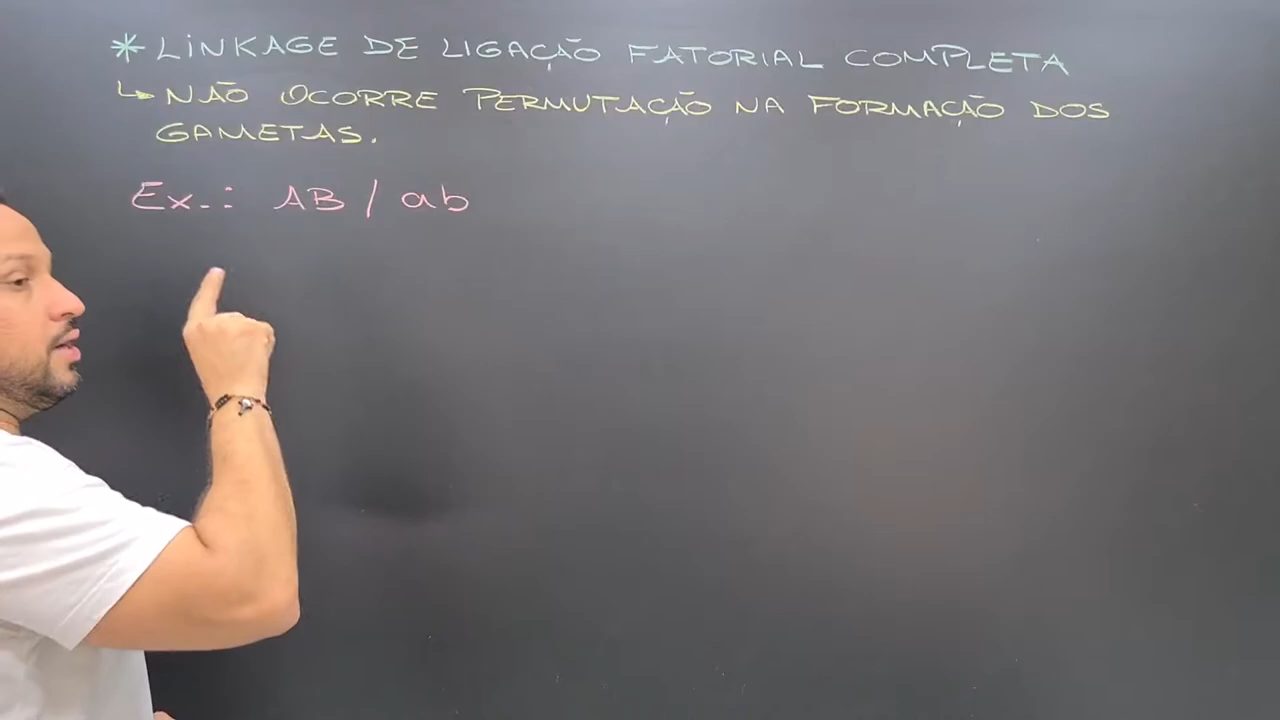 * LINKAGE DE LIGAÇÃO FATORIAL COMPLETA
↳ NÃO OCORRE PERMUTAÇÃO NA FORMAÇÃO DOS
GAMETAS.
Ex.: AB / ab